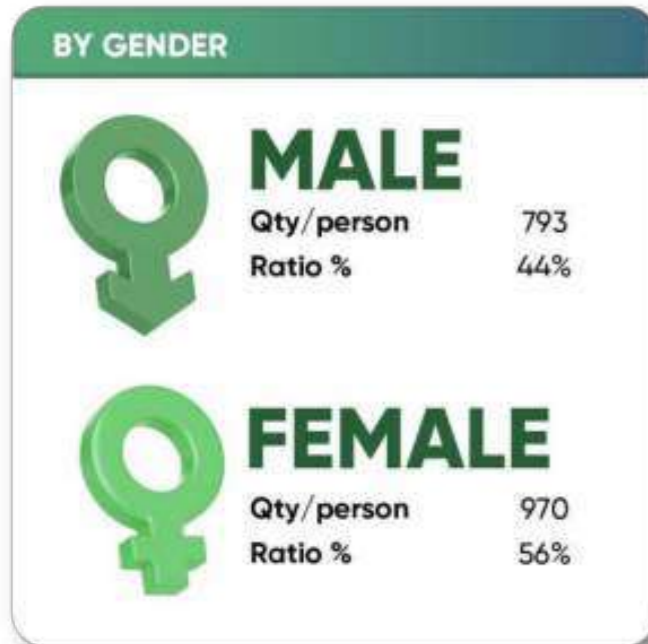 BY GENDER
MALE
Qty/person 793
Ratio % 44%
FEMALE
Qty/person 970
Ratio % 56%